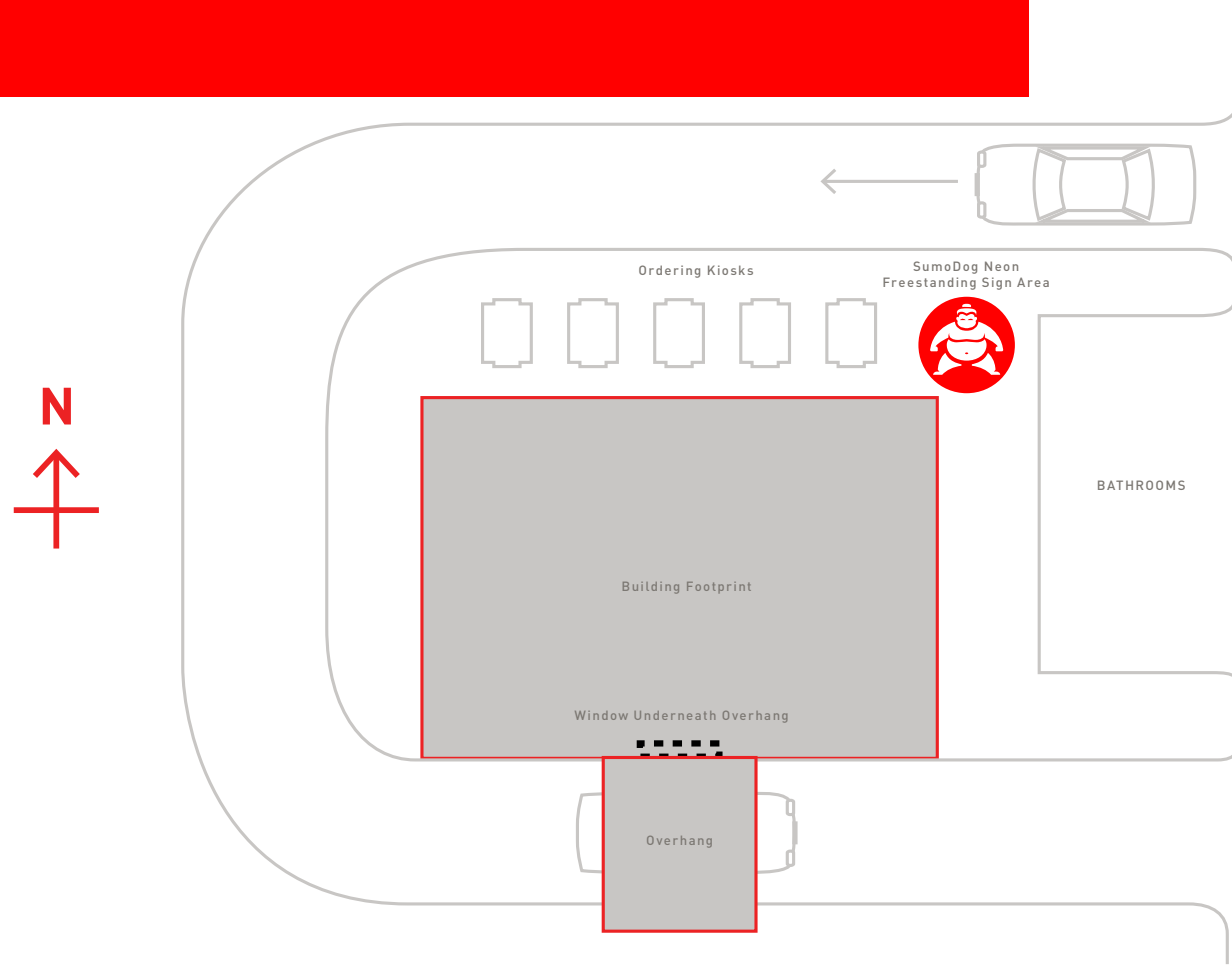 Ordering Kiosks
SumoDog Neon
Freestanding Sign Area
N
BATHROOMS
Building Footprint
Window Underneath Overhang
Overhang